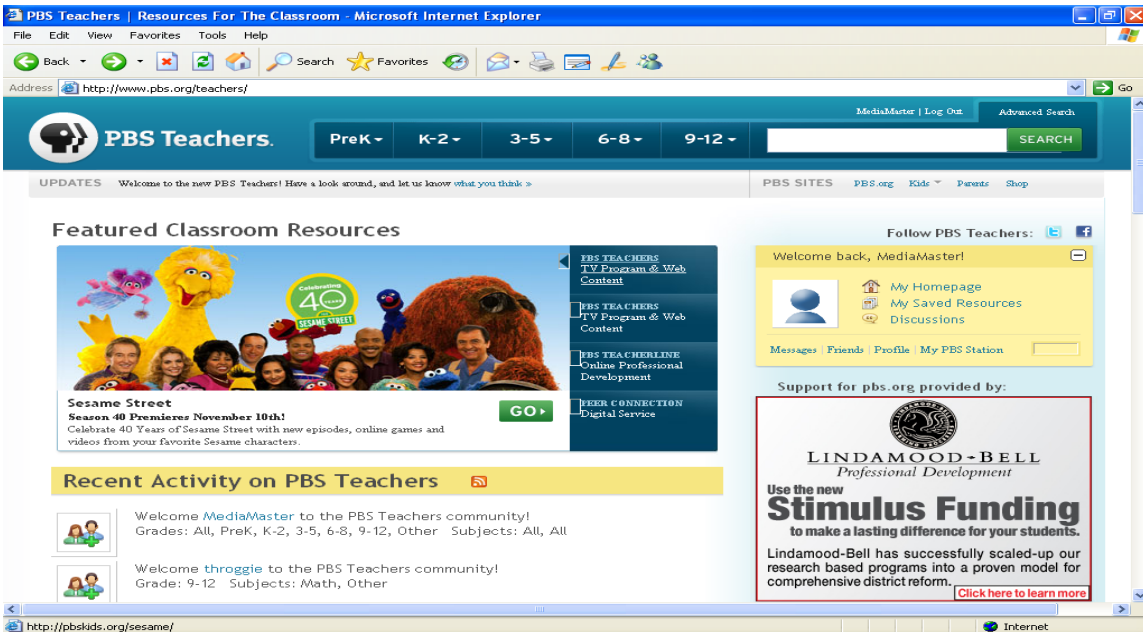 PBS Teachers | Resources For The Classroom - Microsoft Internet Explorer
File Edit View Favorites Tools Help
Back Search Favorites
Address http://www.pbs.org/teachers/ Go
MediaMaster | Log Out Advanced Search
PBS Teachers. PreK K-2 3-5 6-8 9-12 SEARCH
UPDATES Welcome to the new PBS Teachers! Have a look around, and let us know what you think » PBS SITES PBS.org Kids Parents Shop
Featured Classroom Resources
Celebrating
40
YEARS
SESAME STREET
PBS TEACHERS
TV Program & Web
Content
PBS TEACHERS
TV Program & Web
Content
PBS TEACHERLINE
Online Professional
Development
PEER CONNECTION
Digital Service
Sesame Street
Season 40 Premieres November 10th!
Celebrate 40 Years of Sesame Street with new
episodes, online games and
videos from your favorite Sesame characters.
GO
Recent Activity on PBS Teachers
Welcome MediaMaster to the PBS Teachers community!
Grades: All, PreK, K-2, 3-5, 6-8, 9-12, Other Subjects: All, All
Welcome throggie to the PBS Teachers community!
Grade: 9-12 Subjects: Math, Other
Follow PBS Teachers:
Welcome back, MediaMaster!
My Homepage
My Saved Resources
Discussions
Messages | Friends | Profile | My PBS Station
Support for pbs.org provided by:
LINDAMOOD-BELL
Professional Development
Use the new
Stimulus Funding
to make a lasting difference for your students.
Lindamood-Bell has successfully scaled-up our
research based programs into a proven model for
comprehensive district reform.
Click here to learn more
http://pbskids.org/sesame/ Internet